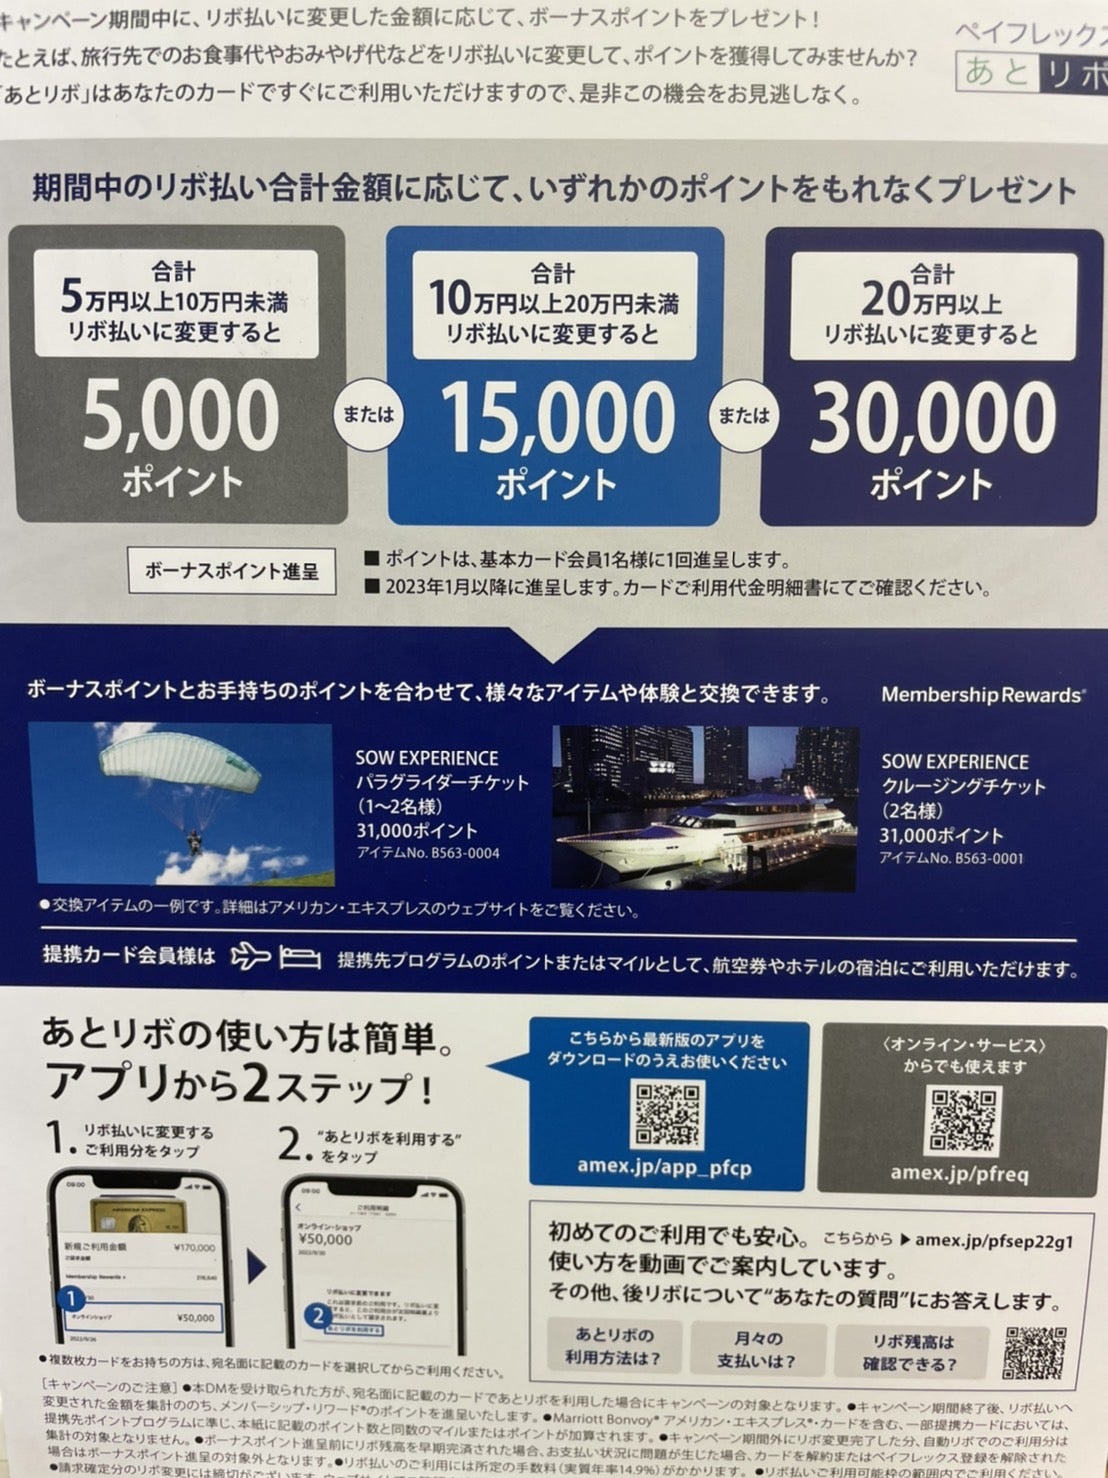 キャンペーン期間中に、リボ払いに変更した金額に応じて、ボーナスポイントをプレゼント！
たとえば、旅行先でのお食事代やおみやげ代などをリボ払いに変更して、ポイントを獲得してみませんか？
「あとリボ」はあなたのカードですぐにご利用いただけますので、是非この機会をお見逃しなく。
ペイフレックス
あとリボ
期間中のリボ払い合計金額に応じて、いずれかのポイントをもれなくプレゼント
合計
5万円以上10万円未満
リボ払いに変更すると
5,000
ポイント
または
合計
10万円以上20万円未満
リボ払いに変更すると
15,000
ポイント
または
合計
20万円以上
リボ払いに変更すると
30,000
ポイント
ボーナスポイント進呈
■ ポイントは、基本カード会員1名様に1回進呈します。
■ 2023年1月以降に進呈します。カードご利用代金明細書にてご確認ください。
ボーナスポイントとお手持ちのポイントを合わせて、様々なアイテムや体験と交換できます。
Membership Rewards®
SOW EXPERIENCE
パラグライダーチケット
（1〜2名様）
31,000ポイント
アイテムNo. B563-0004
SOW EXPERIENCE
クルージングチケット
（2名様）
31,000ポイント
アイテムNo. B563-0001
●交換アイテムの一例です。詳細はアメリカン・エキスプレスのウェブサイトをご覧ください。
提携カード会員様は 提携先プログラムのポイントまたはマイルとして、航空券やホテルの宿泊にご利用いただけます。
あとリボの使い方は簡単。
アプリから2ステップ！
1. リボ払いに変更する
ご利用分をタップ
2. “あとリボを利用する”
をタップ
09:00
AMERICAN EXPRESS
新規ご利用金額 ¥170,000
ご請求金額
Membership Rewards
1
オンラインショップ ¥50,000
2022/9/26
09:00
ご利用明細
オンライン・ショップ
¥50,000
2022/9/30
リボ払いに変更できます
2
あとリボを利用する
こちらから最新版のアプリを
ダウンロードのうえお使いください
amex.jp/app_pfcp
〈オンライン・サービス〉
からでも使えます
amex.jp/pfreq
初めてのご利用でも安心。 こちらから ▶ amex.jp/pfsep22g1
使い方を動画でご案内しています。
その他、後リボについて“あなたの質問”にお答えします。
あとリボの
利用方法は？
月々の
支払いは？
リボ残高は
確認できる？
●複数枚カードをお持ちの方は、宛名面に記載のカードを選択してからご利用ください。
［キャンペーンのご注意］●本DMを受け取られた方が、宛名面に記載のカードであとリボを利用した場合にキャンペーンの対象となります。●キャンペーン期間終了後、リボ払いへ
変更された金額を集計ののち、メンバーシップ・リワード®のポイントを進呈いたします。●Marriott Bonvoy® アメリカン・エキスプレス®・カードを含む、一部提携カードにおいては、
提携先ポイントプログラムに準じ、本紙に記載のポイント数と同数のマイルまたはポイントが加算されます。●キャンペーン期間外にリボ変更完了した分、自動リボでのご利用分は
集計の対象となりません。●ボーナスポイント進呈前にリボ残高を早期完済された場合、お支払い状況に問題が生じた場合、カードを解約またはペイフレックス登録を解除された
場合はボーナスポイント進呈の対象外となります。●リボ払いのご利用には所定の手数料（実質年率14.9%）がかかります。●リボ払いご利用可能枠の範囲内でご利用ください。
●請求確定分のリボ変更には締切がございます。